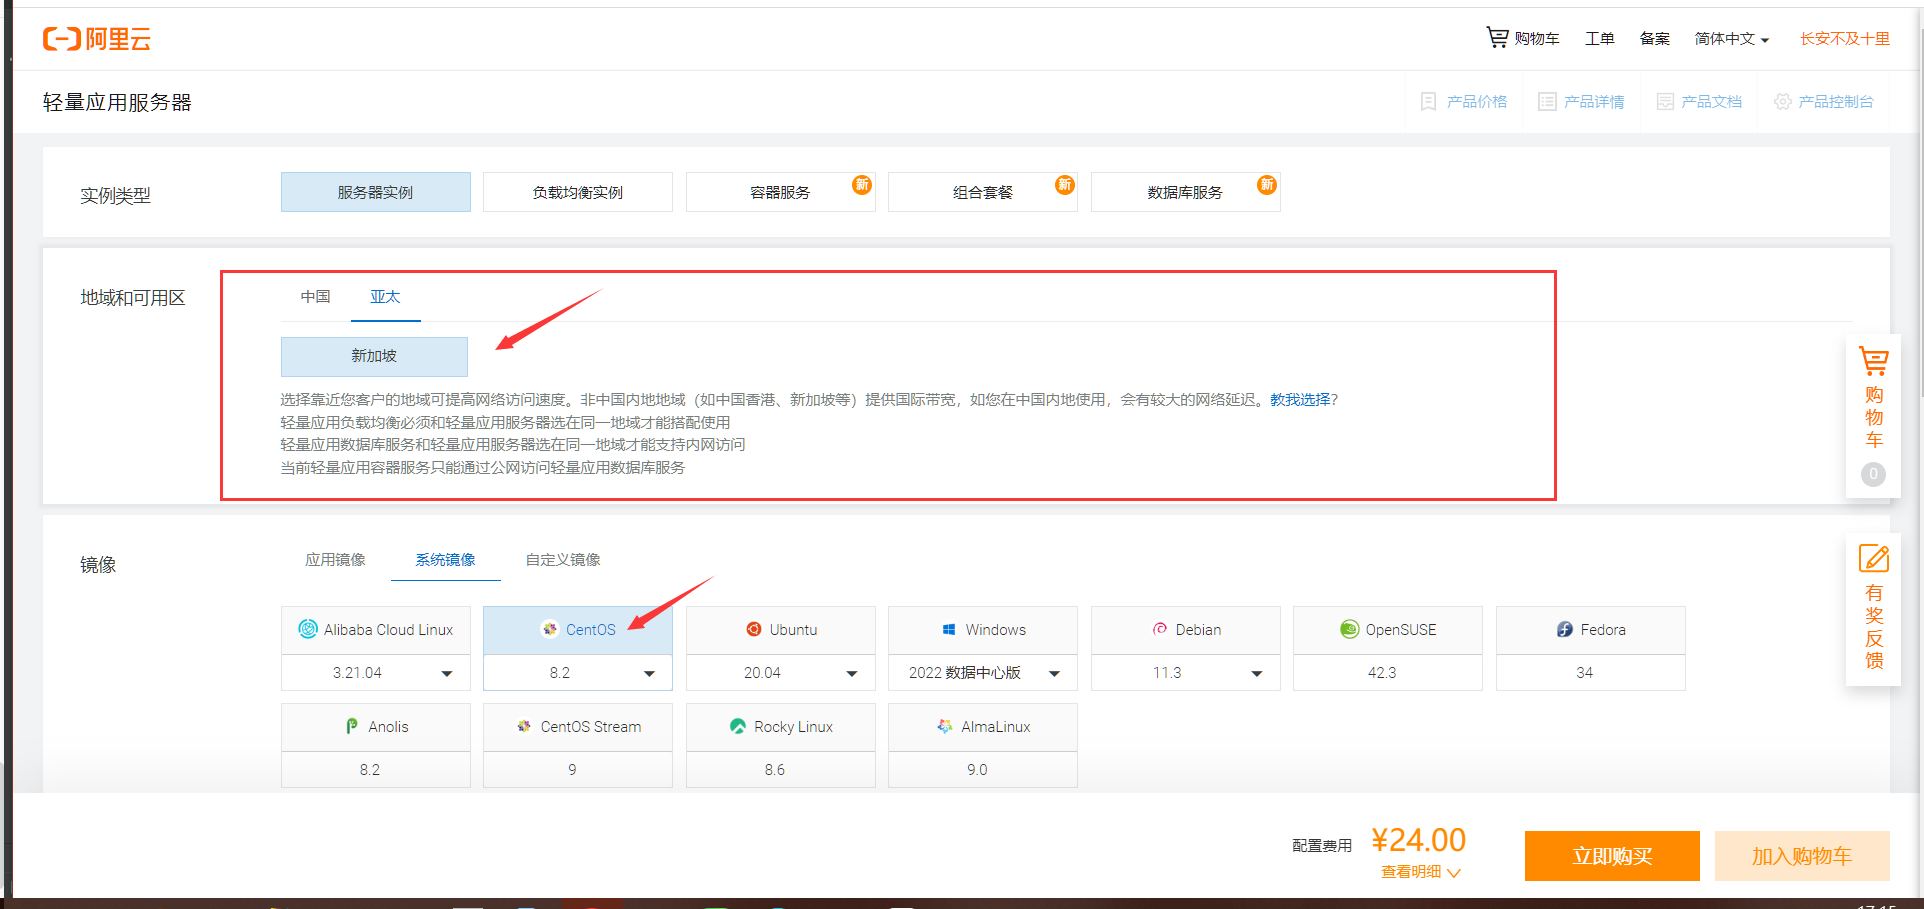 阿里云
购物车 工单 备案 简体中文 长安不及十里
轻量应用服务器
产品价格 产品详情 产品文档 产品控制台
实例类型
服务器实例 负载均衡实例 容器服务 新 组合套餐 新 数据库服务 新
地域和可用区
中国 亚太
新加坡
选择靠近您客户的地域可提高网络访问速度。非中国内地地域（如中国香港、新加坡等）提供国际带宽，如您在中国内地使用，会有较大的网络延迟。教我选择?
轻量应用负载均衡必须和轻量应用服务器选在同一地域才能搭配使用
轻量应用数据库服务和轻量应用服务器选在同一地域才能支持内网访问
当前轻量应用容器服务只能通过公网访问轻量应用数据库服务
购物车
0
镜像
应用镜像 系统镜像 自定义镜像
Alibaba Cloud Linux CentOS Ubuntu Windows Debian OpenSUSE Fedora
3.21.04 8.2 20.04 2022 数据中心版 11.3 42.3 34
Anolis CentOS Stream Rocky Linux AlmaLinux
8.2 9 8.6 9.0
有奖反馈
配置费用 ¥24.00
查看明细
立即购买 加入购物车